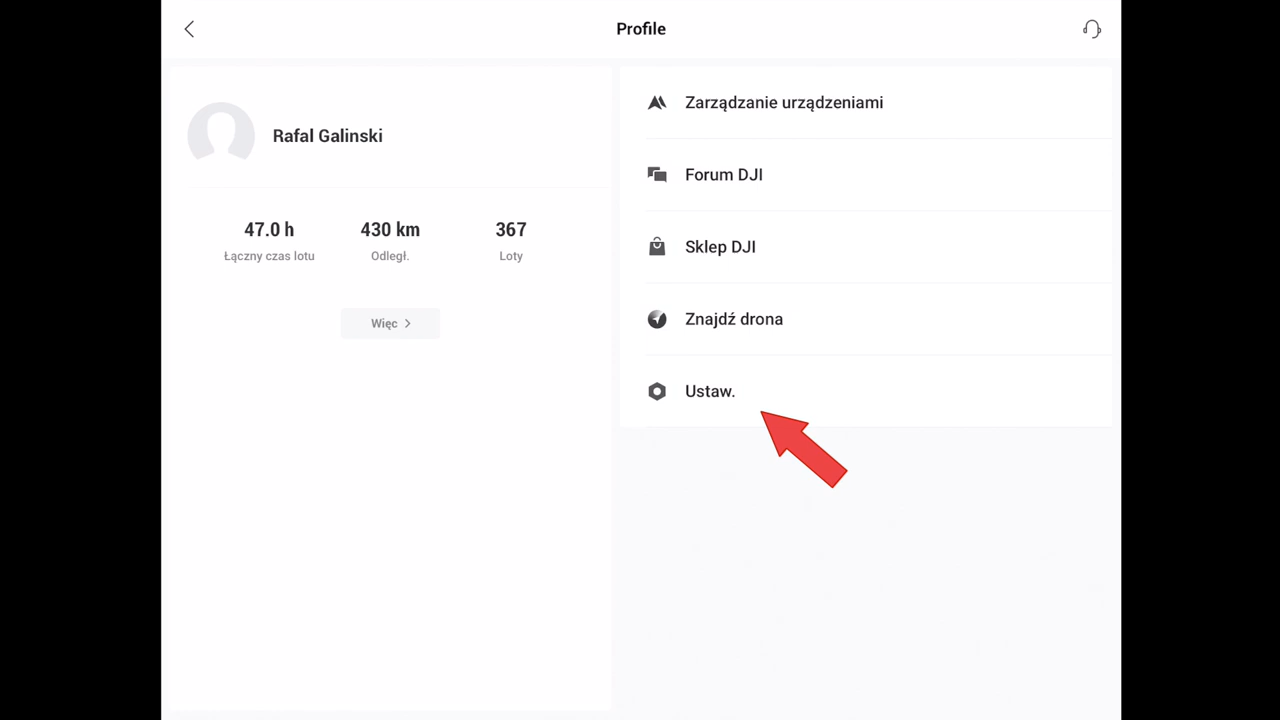 Profile
Rafal Galinski
47.0 h
430 km
367
Łączny czas lotu
Odległ.
Loty
Więc
Zarządzanie urządzeniami
Forum DJI
Sklep DJI
Znajdź drona
Ustaw.